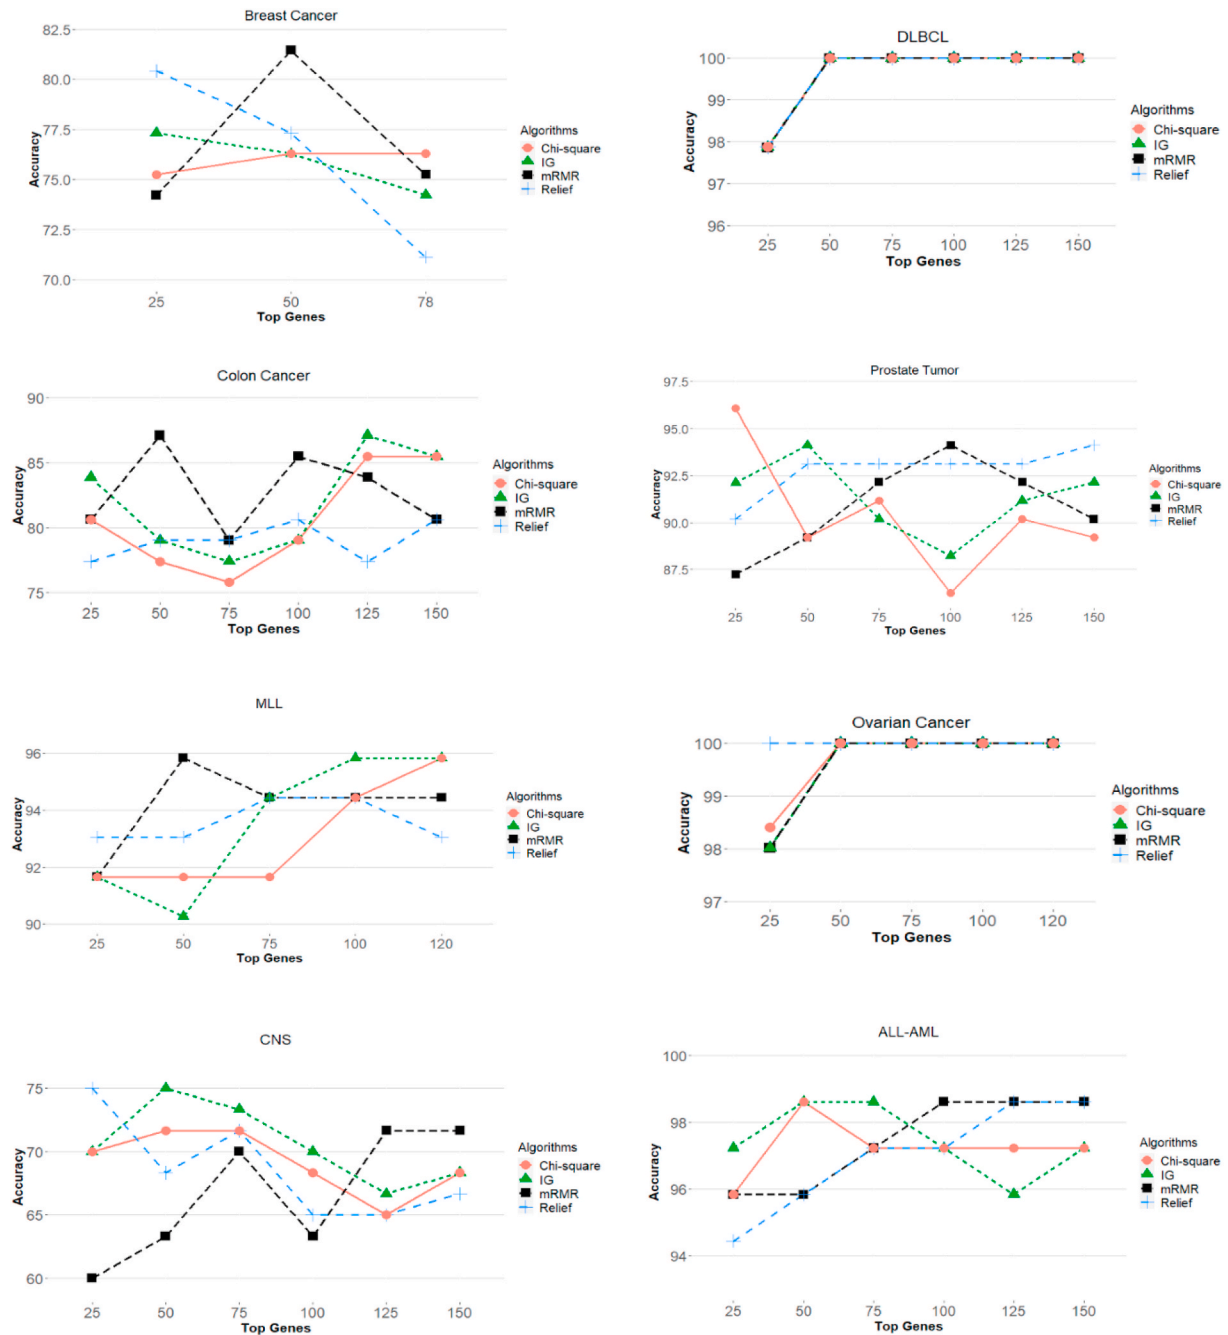 Breast Cancer
82.5
80.0
77.5
75.0
72.5
70.0
Accuracy
25 50 78
Top Genes
Algorithms
Chi-square
IG
mRMR
Relief
DLBCL
100
99
98
97
96
Accuracy
25 50 75 100 125 150
Top Genes
Algorithms
Chi-square
IG
mRMR
Relief
Colon Cancer
90
85
80
75
Accuracy
25 50 75 100 125 150
Top Genes
Algorithms
Chi-square
IG
mRMR
Relief
Prostate Tumor
97.5
95.0
92.5
90.0
87.5
Accuracy
25 50 75 100 125 150
Top Genes
Algorithms
Chi-square
IG
mRMR
Relief
MLL
96
94
92
90
Accuracy
25 50 75 100 120
Top Genes
Algorithms
Chi-square
IG
mRMR
Relief
Ovarian Cancer
100
99
98
97
Accuracy
25 50 75 100 120
Top Genes
Algorithms
Chi-square
IG
mRMR
Relief
CNS
75
70
65
60
Accuracy
25 50 75 100 125 150
Top Genes
Algorithms
Chi-square
IG
mRMR
Relief
ALL-AML
100
98
96
94
Accuracy
25 50 75 100 125 150
Top Genes
Algorithms
Chi-square
IG
mRMR
Relief